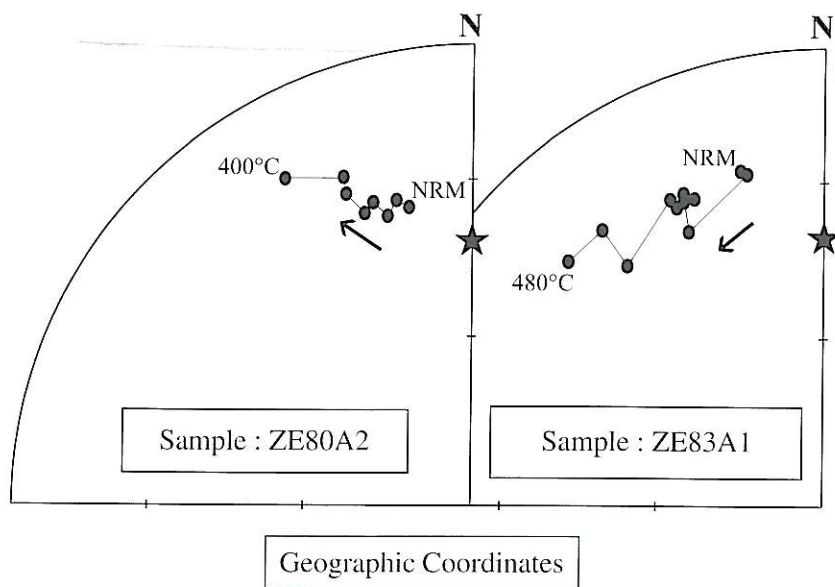 N
N
400°C
NRM
NRM
480°C
Sample : ZE80A2
Sample : ZE83A1
Geographic Coordinates